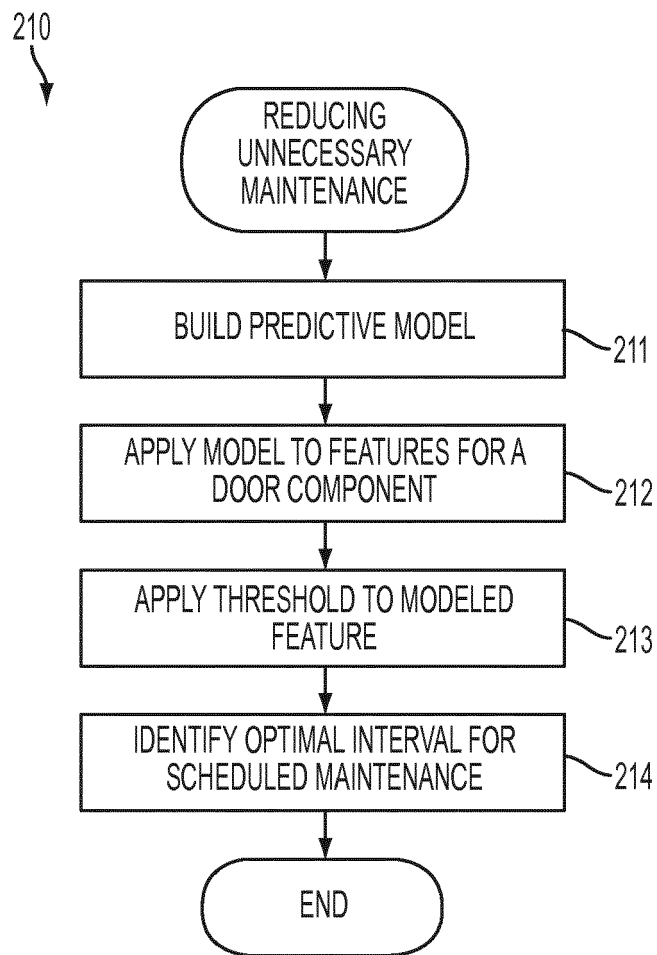 210
REDUCING
UNNECESSARY
MAINTENANCE
BUILD PREDICTIVE MODEL
211
APPLY MODEL TO FEATURES FOR A
DOOR COMPONENT
212
APPLY THRESHOLD TO MODELED
FEATURE
213
IDENTIFY OPTIMAL INTERVAL FOR
SCHEDULED MAINTENANCE
214
END